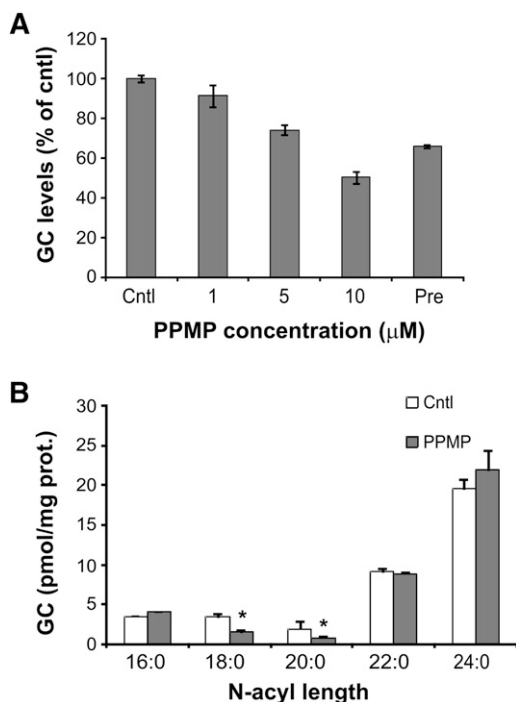 A
GC levels (% of cntl)
120
100
80
60
40
20
0
Cntl 1 5 10 Pre
PPMP concentration (μM)
B
GC (pmol/mg prot.)
30
25
20
15
10
5
0
Cntl
PPMP
* *
16:0 18:0 20:0 22:0 24:0
N-acyl length